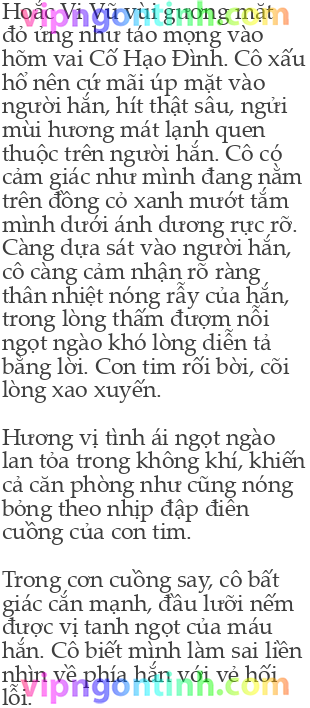 Hoắc Vi Vũ vùi gương mặt
vipngontinh.com
đỏ ửng như táo mọng vào
hõm vai Cố Hạo Đình. Cô xấu
hổ nên cứ mãi úp mặt vào
người hắn, hít thật sâu, ngửi
mùi hương mát lạnh quen
thuộc trên người hắn. Cô có
cảm giác như mình đang nằm
trên đồng cỏ xanh mướt tắm
mình dưới ánh dương rực rỡ.
Càng dựa sát vào người hắn,
cô càng cảm nhận rõ ràng
thân nhiệt nóng rẫy của hắn,
trong lòng thấm đượm nỗi
ngọt ngào khó lòng diễn tả
bằng lời. Con tim rối bời, cõi
lòng xao xuyến.
Hương vị tình ái ngọt ngào
lan tỏa trong không khí, khiến
cả căn phòng như cũng nóng
bỏng theo nhịp đập điên
cuồng của con tim.
Trong cơn cuồng say, cô bất
giác cắn mạnh, đầu lưỡi nếm
được vị tanh ngọt của máu
hắn. Cô biết mình làm sai liền
nhìn về phía hắn với vẻ hối
vipngontinh.com
lỗi.